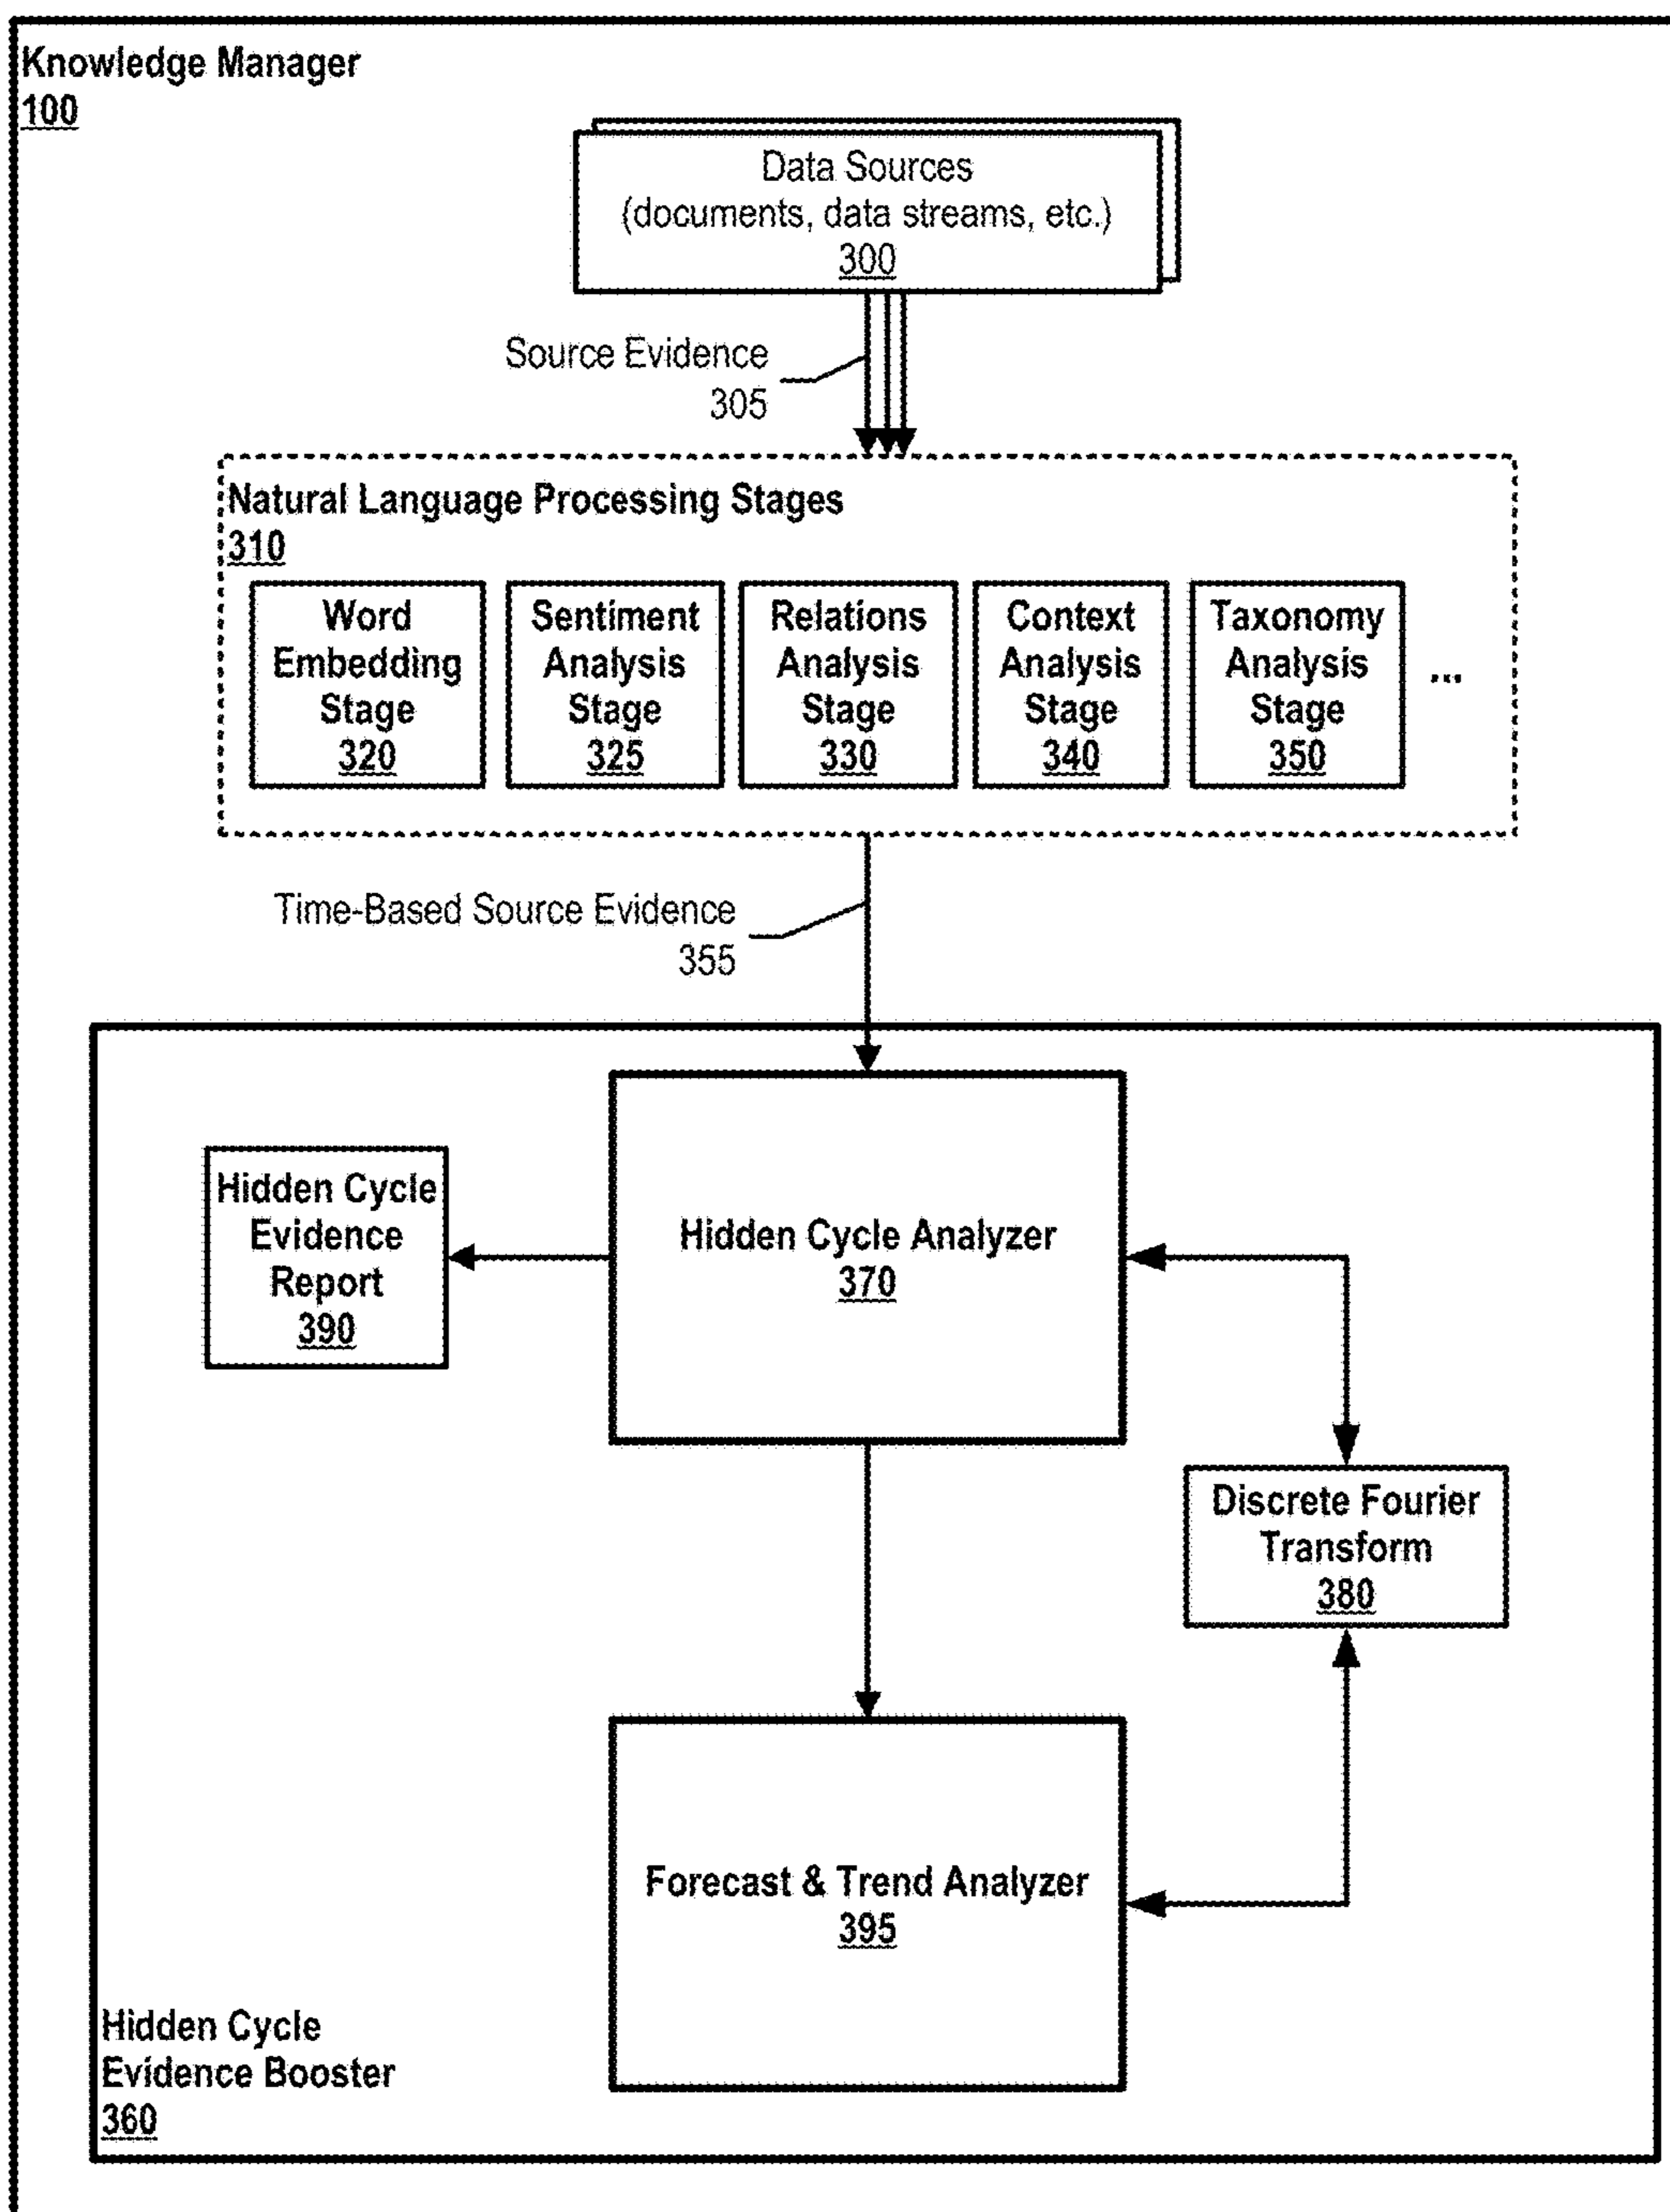 Knowledge Manager
100
Data Sources
(documents, data streams, etc.)
300
Source Evidence
305
Natural Language Processing Stages
310
Word
Embedding
Stage
320
Sentiment
Analysis
Stage
325
Relations
Analysis
Stage
330
Context
Analysis
Stage
340
Taxonomy
Analysis
Stage
350
...
Time-Based Source Evidence
355
Hidden Cycle
Evidence
Report
390
Hidden Cycle Analyzer
370
Discrete Fourier
Transform
380
Forecast & Trend Analyzer
395
Hidden Cycle
Evidence Booster
360